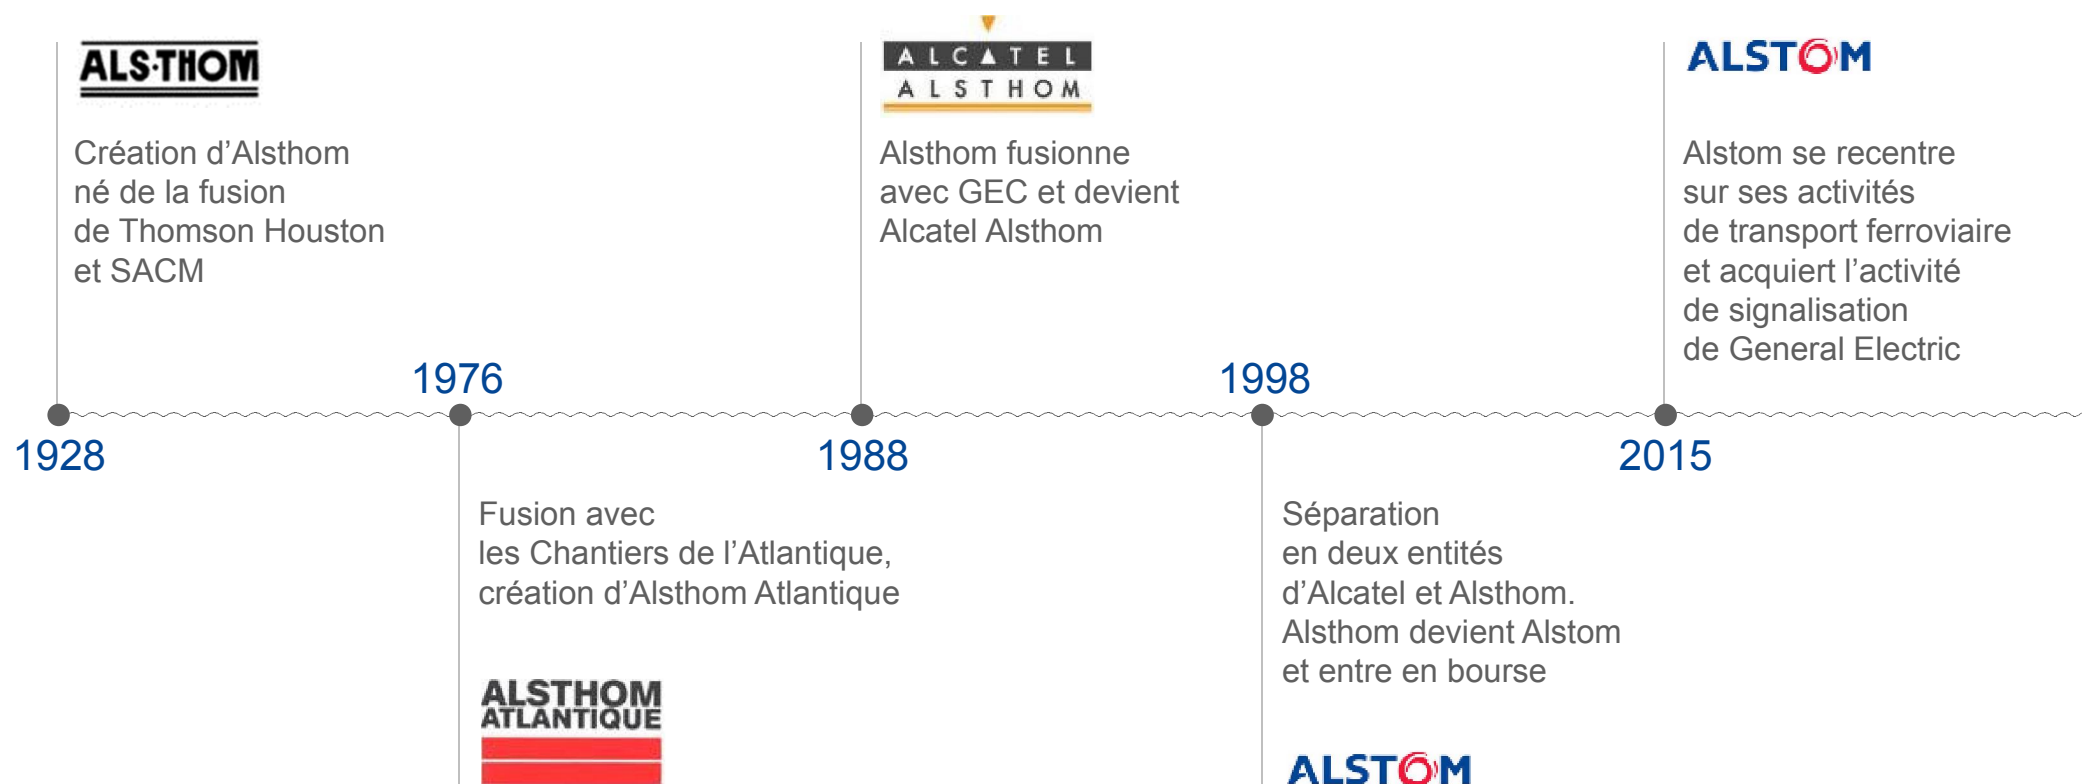 ALS·THOM
Création d’Alsthom
né de la fusion
de Thomson Houston
et SACM
1928
1976
Fusion avec
les Chantiers de l’Atlantique,
création d’Alsthom Atlantique
ALSTHOM
ATLANTIQUE
ALCATEL
ALSTHOM
Alsthom fusionne
avec GEC et devient
Alcatel Alsthom
1988
1998
Séparation
en deux entités
d’Alcatel et Alsthom.
Alsthom devient Alstom
et entre en bourse
ALSTOM
ALSTOM
Alstom se recentre
sur ses activités
de transport ferroviaire
et acquiert l’activité
de signalisation
de General Electric
2015